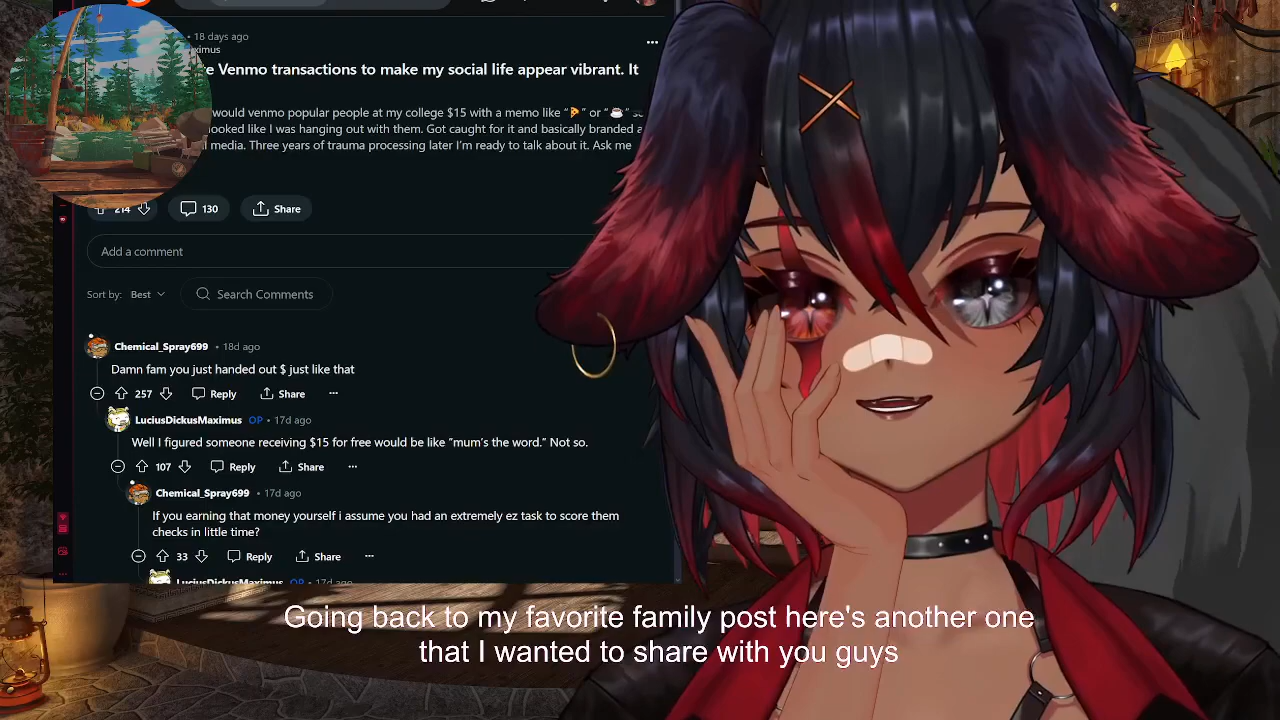 18 days ago
ximus
e Venmo transactions to make my social life appear vibrant. It
would venmo popular people at my college $15 with a memo like “🍕” or “☕”
looked like I was hanging out with them. Got caught for it and basically branded a
l media. Three years of trauma processing later I’m ready to talk about it. Ask me
214 130 Share
Add a comment
Sort by: Best Search Comments
Chemical_Spray699 • 18d ago
Damn fam you just handed out $ just like that
257 Reply Share ...
LuciusDickusMaximus OP • 17d ago
Well I figured someone receiving $15 for free would be like “mum’s the word.” Not so.
107 Reply Share ...
Chemical_Spray699 • 17d ago
If you earning that money yourself i assume you had an extremely ez task to score them
checks in little time?
33 Reply Share ...
LuciusDickusMaximus OP • 17d ago
Going back to my favorite family post here's another one
that I wanted to share with you guys